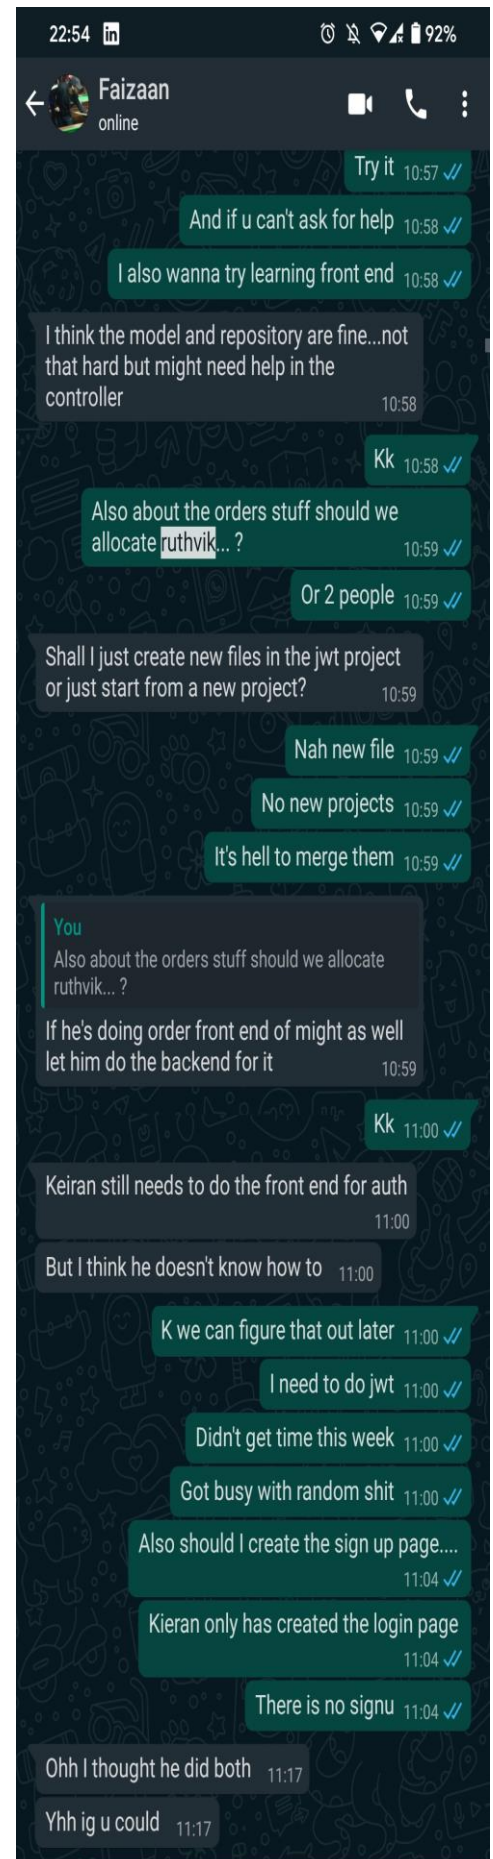 22:54 in 92%
Faizaan
online
Try it 10:57
And if u can't ask for help 10:58
I also wanna try learning front end 10:58
I think the model and repository are fine...not
that hard but might need help in the
controller
10:58
Kk 10:58
Also about the orders stuff should we
allocate ruthvik... ?
10:59
Or 2 people 10:59
Shall I just create new files in the jwt project
or just start from a new project?
10:59
Nah new file 10:59
No new projects 10:59
It's hell to merge them 10:59
You
Also about the orders stuff should we allocate
ruthvik... ?
If he's doing order front end of might as well
let him do the backend for it
10:59
Kk 11:00
Keiran still needs to do the front end for auth
11:00
But I think he doesn't know how to 11:00
K we can figure that out later 11:00
I need to do jwt 11:00
Didn't get time this week 11:00
Got busy with random shit 11:00
Also should I create the sign up page....
11:04
Kieran only has created the login page
11:04
There is no signu 11:04
Ohh I thought he did both 11:17
Yhh ig u could 11:17